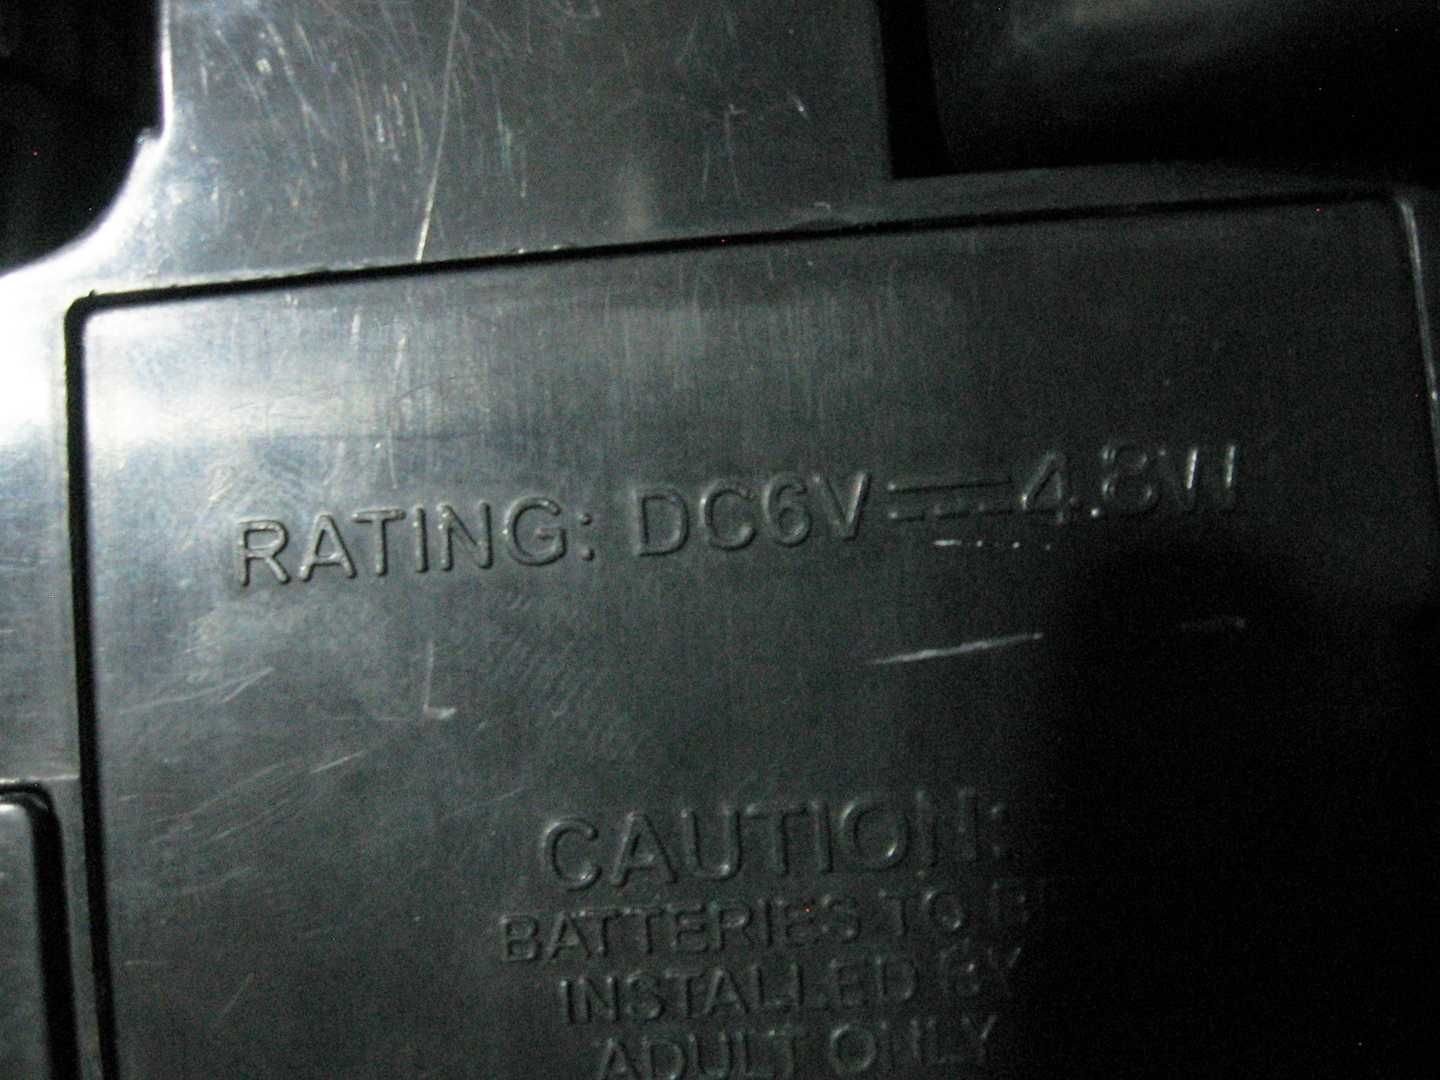 RATING: DC6V⎓4.8W
CAUTION:
BATTERIES TO BE
INSTALLED BY
ADULT ONLY